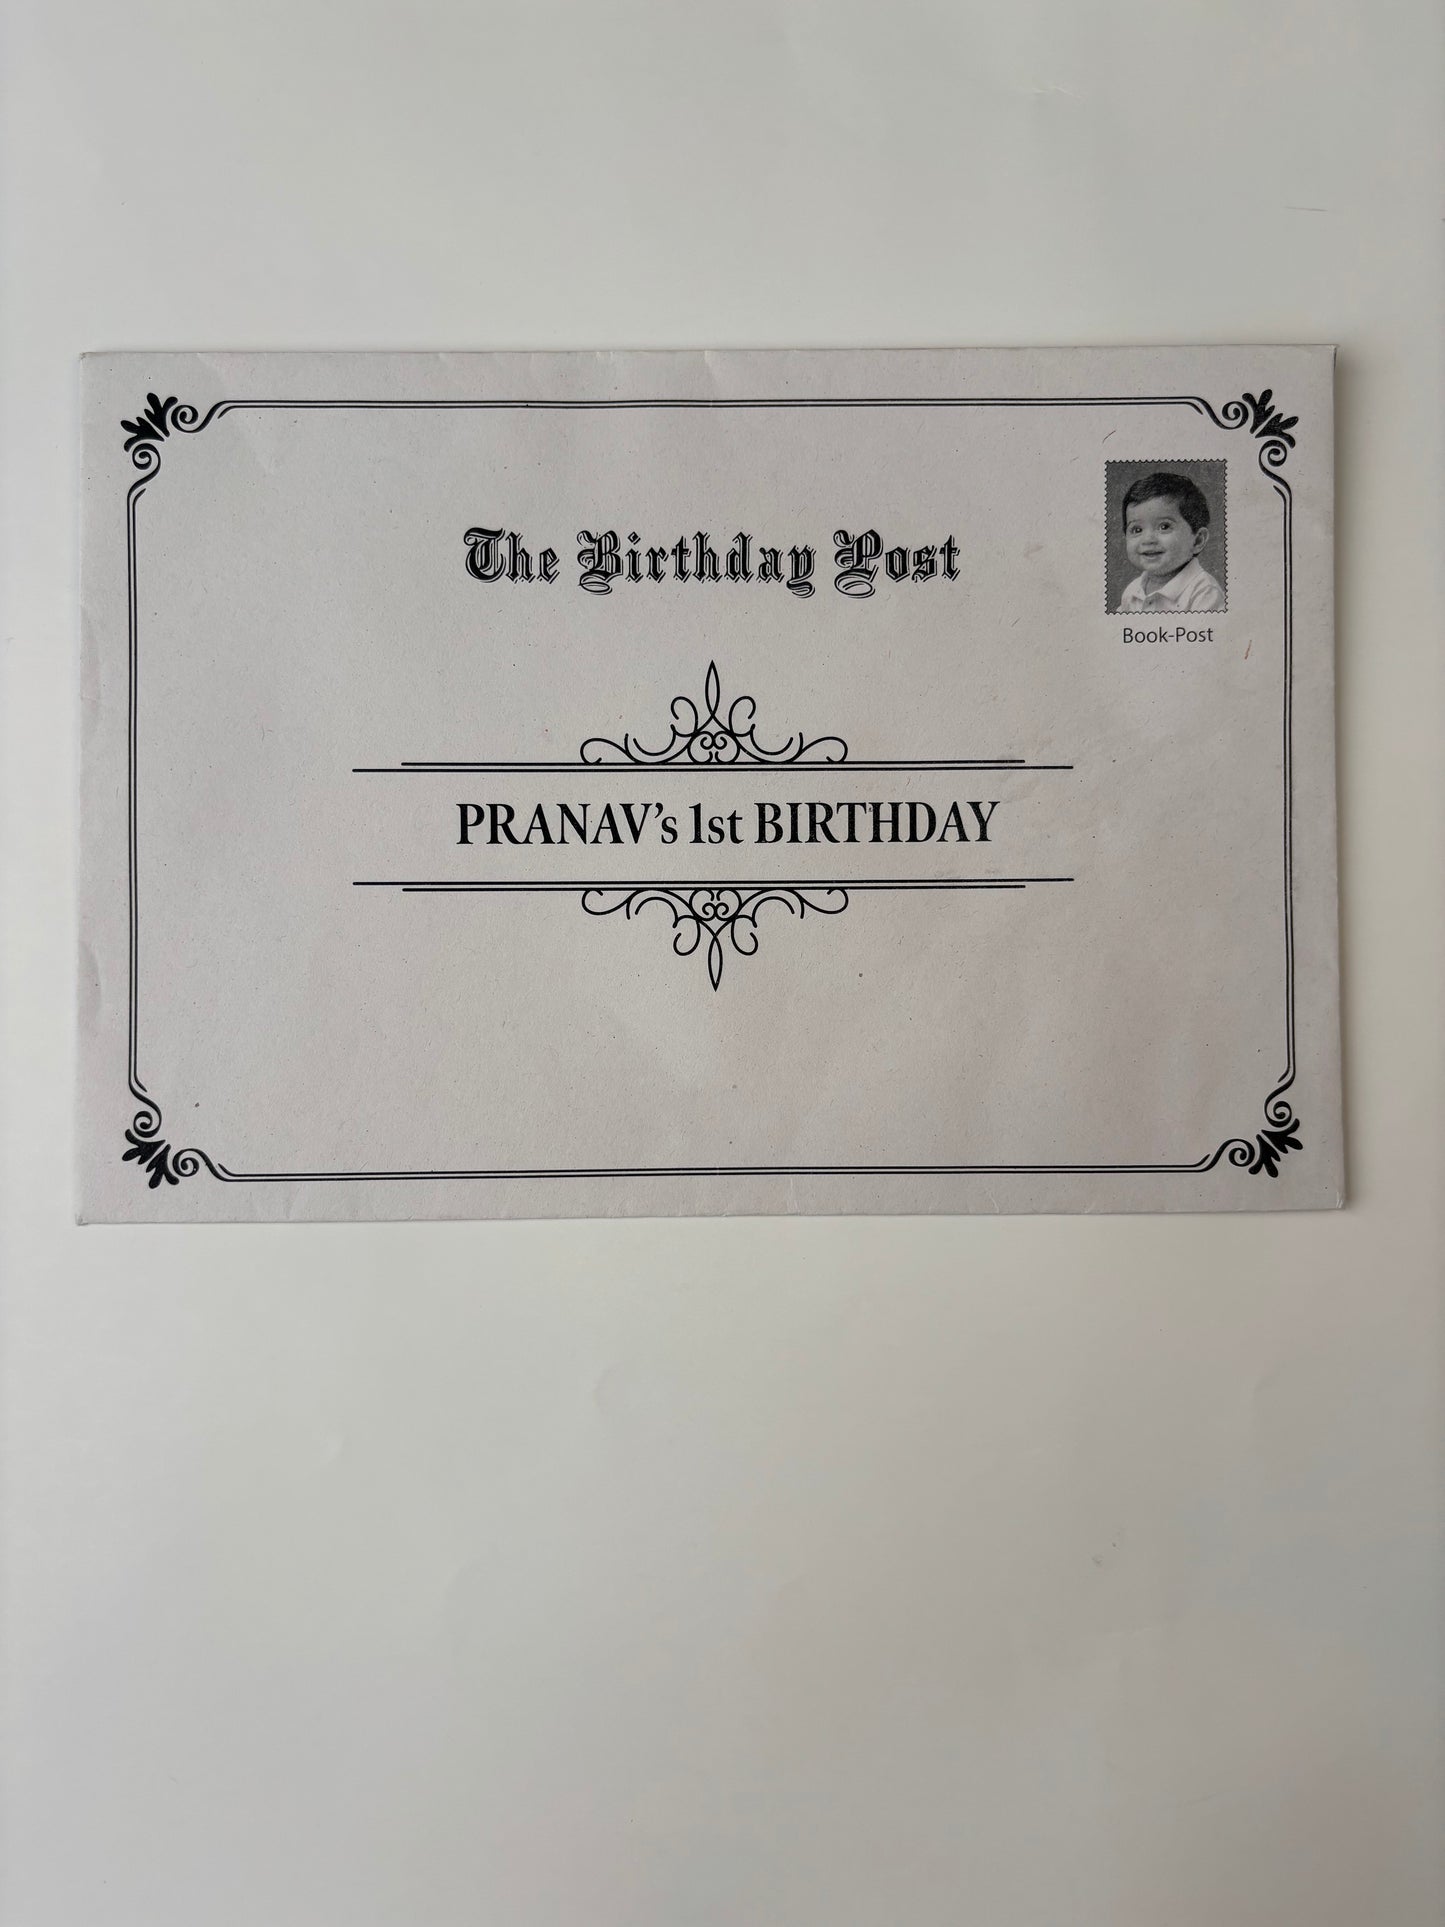 The Birthday Post
Book-Post
PRANAV's 1st BIRTHDAY